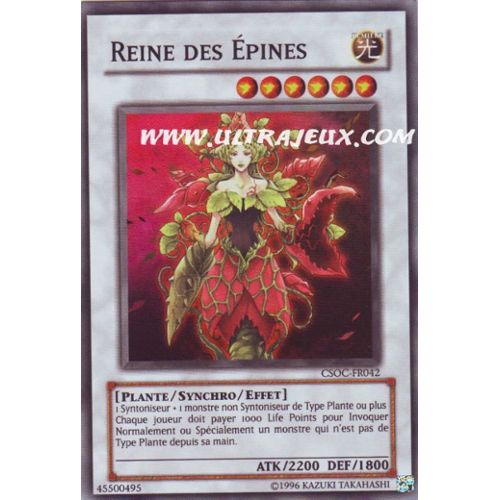 REINE DES ÉPINES
LUMIÈRE
光
WWW.ULTRAJEUX.COM
CSOC-FR042
[PLANTE/SYNCHRO/EFFET]
1 Syntoniseur + 1 monstre non Syntoniseur de Type Plante ou plus
Chaque joueur doit payer 1000 Life Points pour Invoquer
Normalement ou Spécialement un monstre qui n'est pas de
Type Plante depuis sa main.
ATK/2200 DEF/1800
45500495
©1996 KAZUKI TAKAHASHI